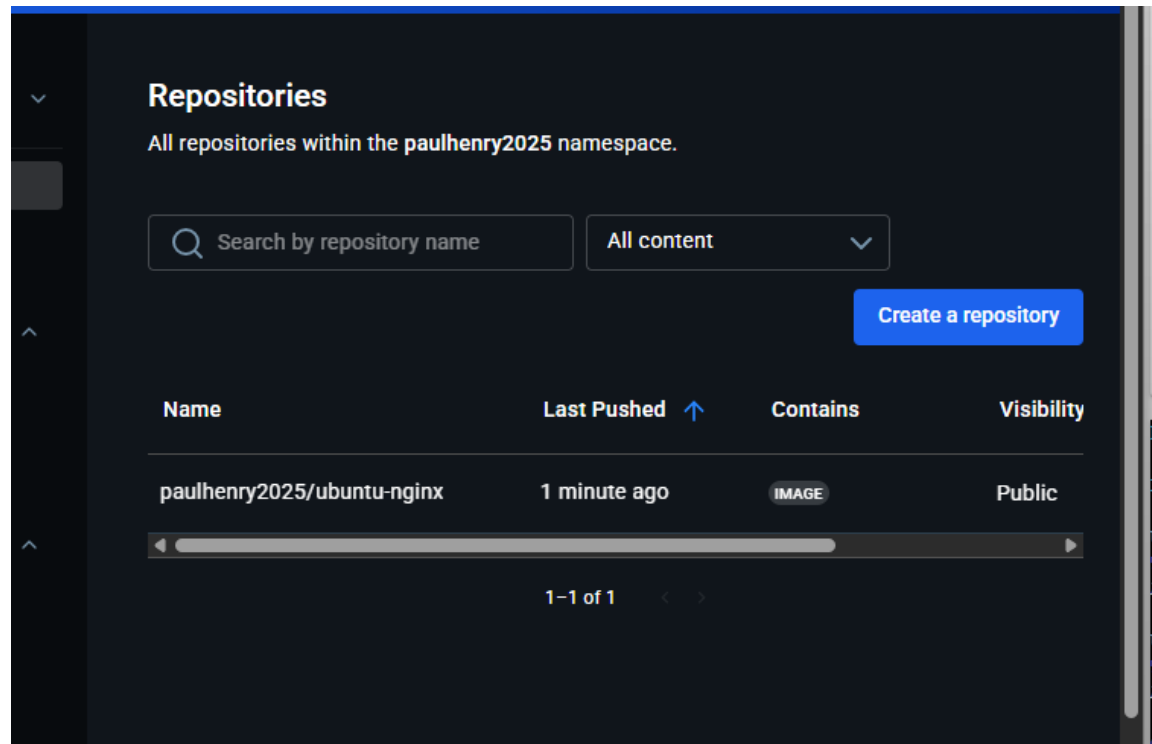 Repositories
All repositories within the paulhenry2025 namespace.
Search by repository name
All content
Create a repository
Name Last Pushed Contains Visibility
paulhenry2025/ubuntu-nginx 1 minute ago IMAGE Public
1–1 of 1